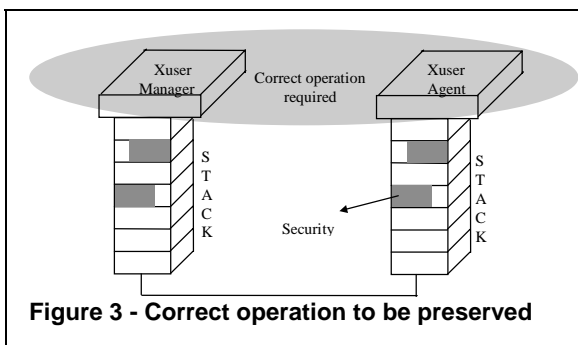 Xuser
Manager
Correct operation
required
Xuser
Agent
S
T
A
C
K
S
T
A
C
K
Security
Figure 3 - Correct operation to be preserved